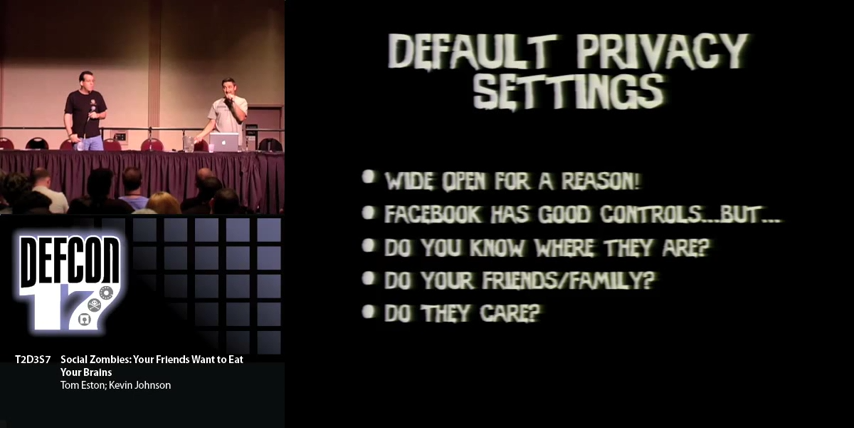 DEFAULT PRIVACY
SETTINGS
WIDE OPEN FOR A REASON!
FACEBOOK HAS GOOD CONTROLS...BUT...
DO YOU KNOW WHERE THEY ARE?
DO YOUR FRIENDS/FAMILY?
DO THEY CARE?
DEFCON
17
T2D3S7 Social Zombies: Your Friends Want to Eat
Your Brains
Tom Eston; Kevin Johnson